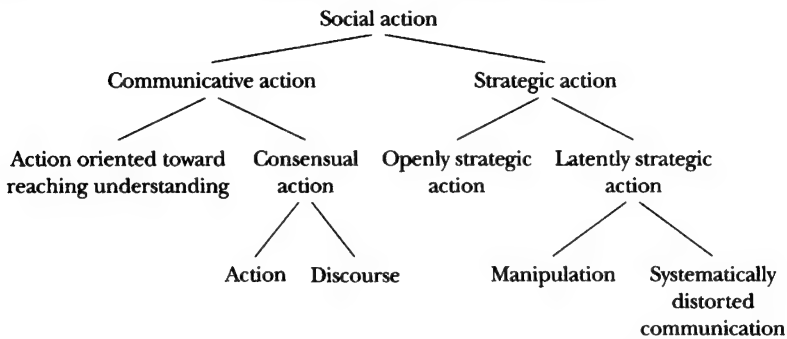 Social action
Communicative action
Strategic action
Action oriented toward
reaching understanding
Consensual
action
Openly strategic
action
Latently strategic
action
Action
Discourse
Manipulation
Systematically
distorted
communication